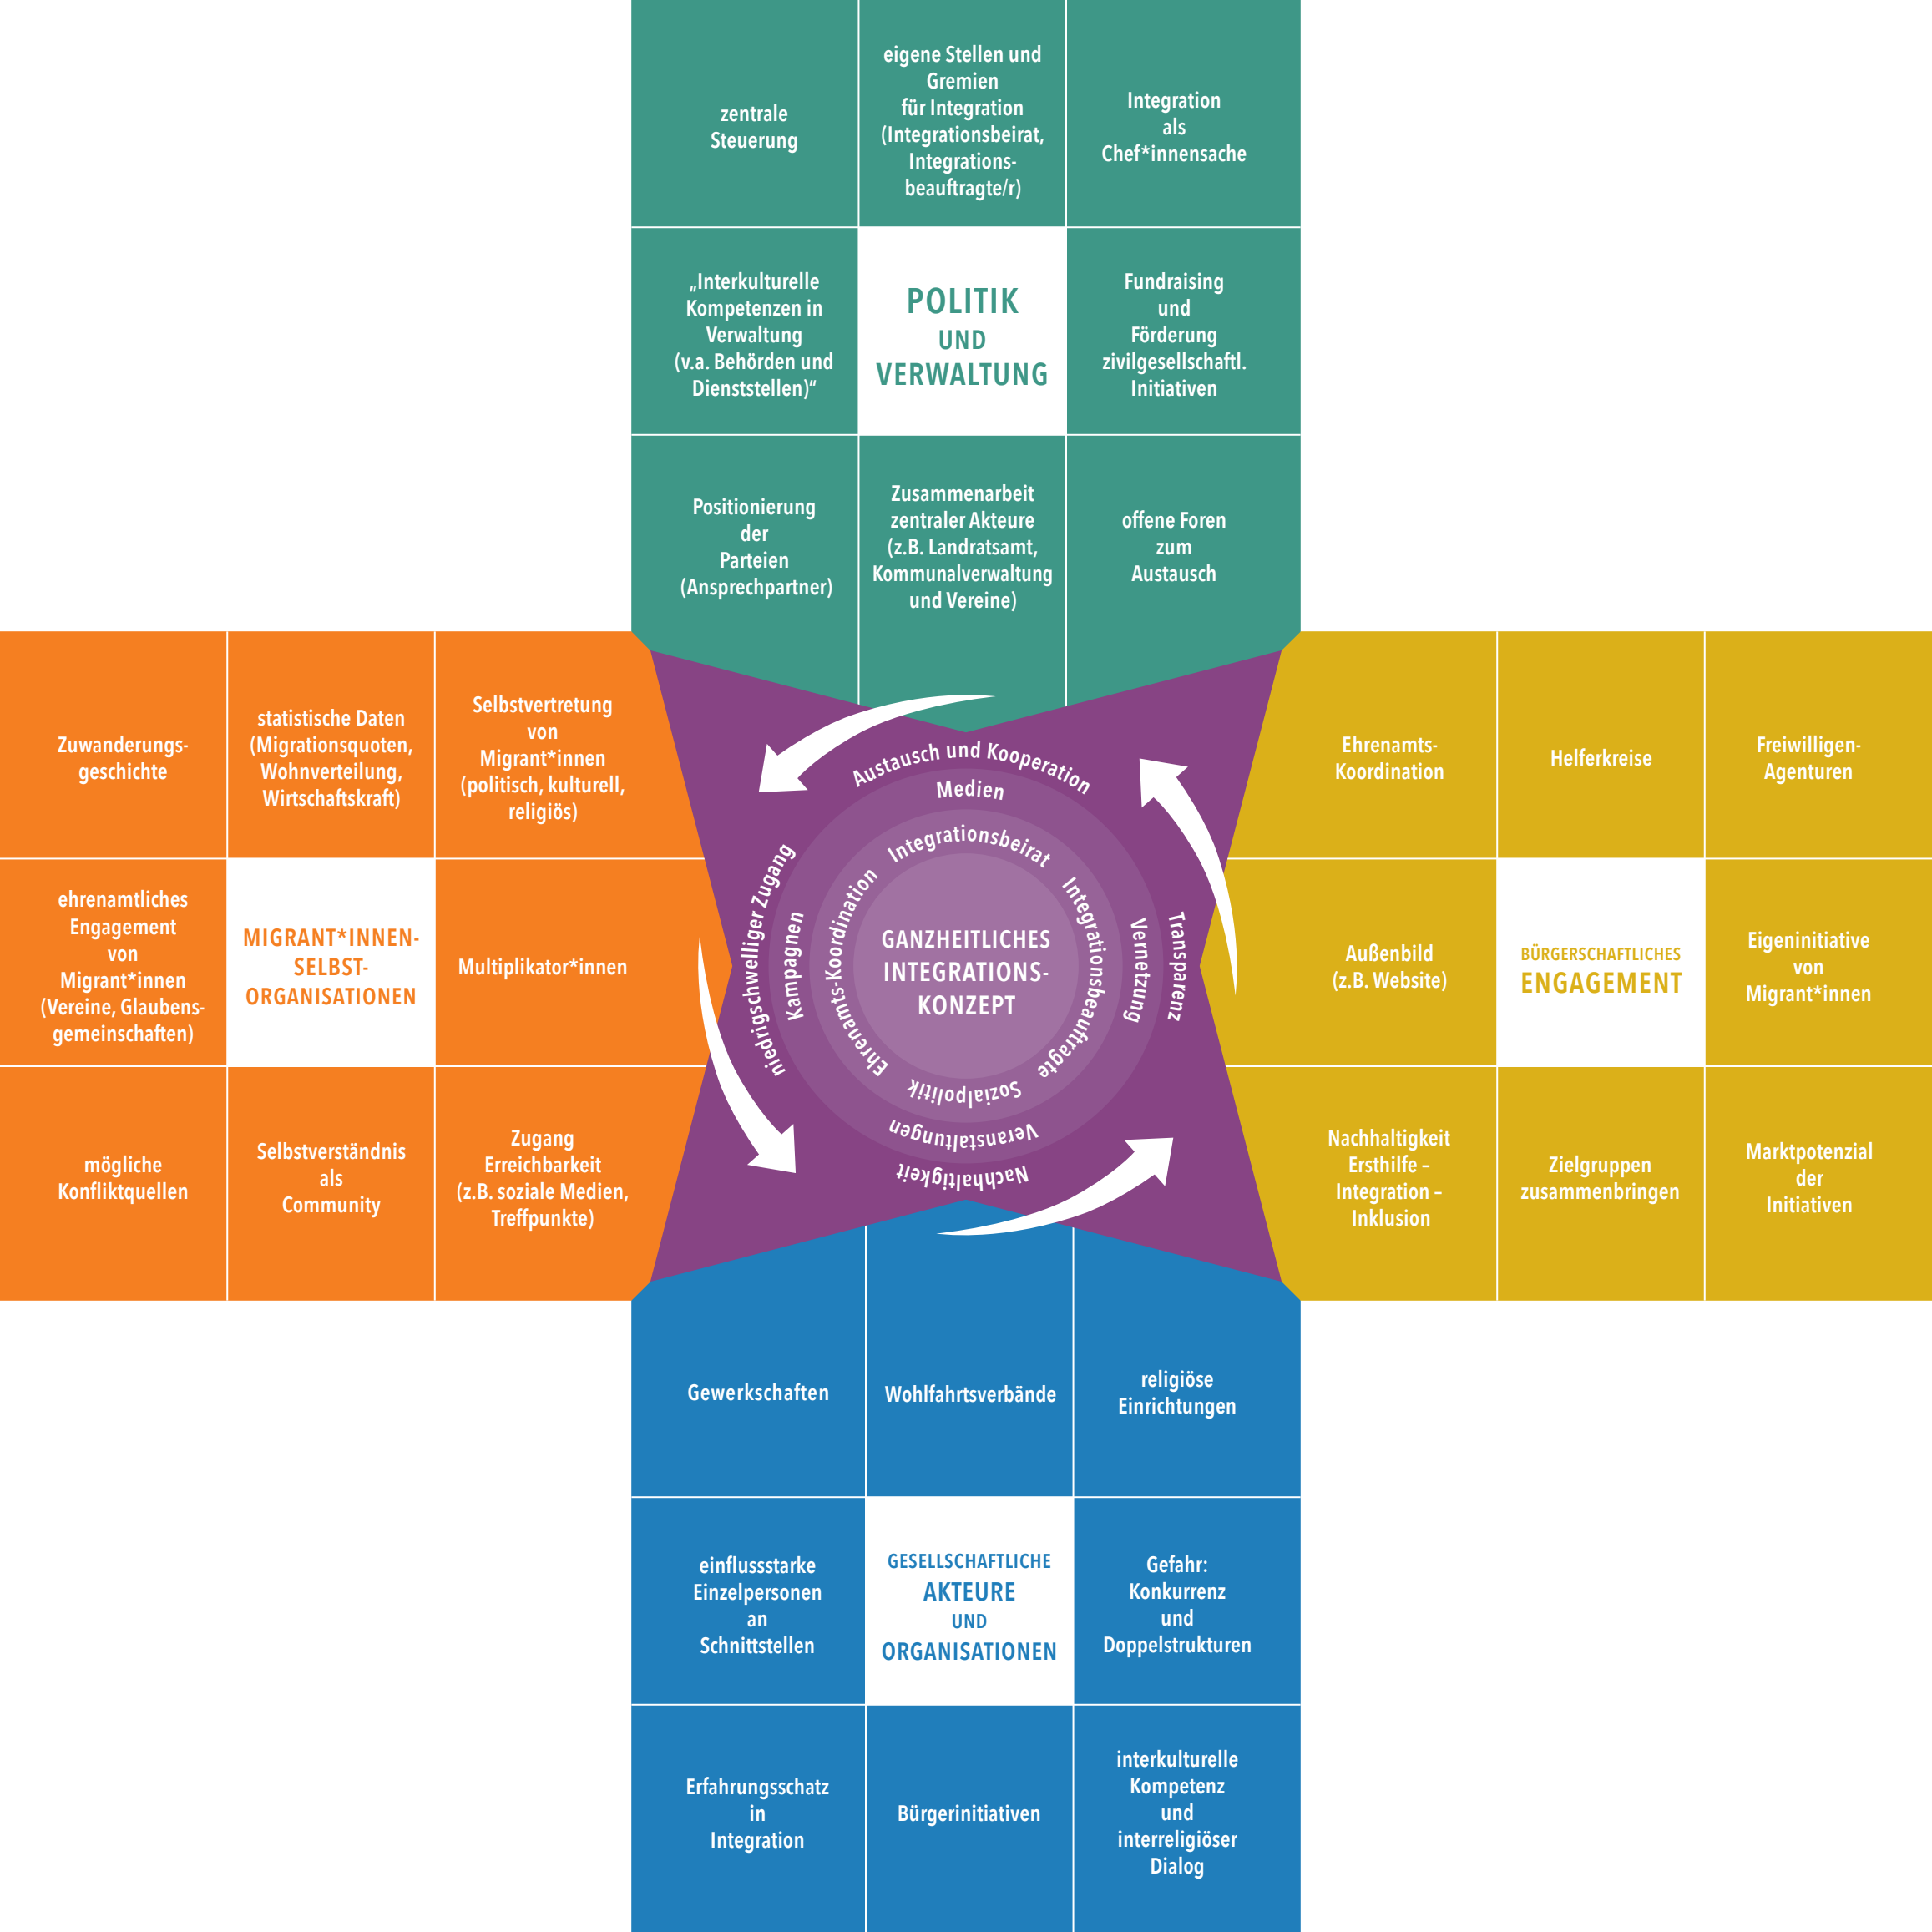 zentrale
Steuerung
eigene Stellen und
Gremien
für Integration
(Integrationsbeirat,
Integrations-
beauftragte/r)
Integration
als
Chef*innensache
„Interkulturelle
Kompetenzen in
Verwaltung
(v.a. Behörden und
Dienststellen)“
POLITIK
UND
VERWALTUNG
Fundraising
und
Förderung
zivilgesellschaftl.
Initiativen
Positionierung
der
Parteien
(Ansprechpartner)
Zusammenarbeit
zentraler Akteure
(z.B. Landratsamt,
Kommunalverwaltung
und Vereine)
offene Foren
zum
Austausch
Zuwanderungs-
geschichte
statistische Daten
(Migrationsquoten,
Wohnverteilung,
Wirtschaftskraft)
Selbstvertretung
von
Migrant*innen
(politisch, kulturell,
religiös)
ehrenamtliches
Engagement
von
Migrant*innen
(Vereine, Glaubens-
gemeinschaften)
MIGRANT*INNEN-
SELBST-
ORGANISATIONEN
Multiplikator*innen
mögliche
Konfliktquellen
Selbstverständnis
als
Community
Zugang
Erreichbarkeit
(z.B. soziale Medien,
Treffpunkte)
Austausch und Kooperation
Transparenz
Nachhaltigkeit
niedrigschwelliger Zugang
Medien
Vernetzung
Veranstaltungen
Kampagnen
Integrationsbeirat
Integrationsbeauftragte
Sozialpolitik
Ehrenamts-Koordination
GANZHEITLICHES
INTEGRATIONS-
KONZEPT
Ehrenamts-
Koordination
Helferkreise
Freiwilligen-
Agenturen
Außenbild
(z.B. Website)
BÜRGERSCHAFTLICHES
ENGAGEMENT
Eigeninitiative
von
Migrant*innen
Nachhaltigkeit
Ersthilfe –
Integration –
Inklusion
Zielgruppen
zusammenbringen
Marktpotenzial
der
Initiativen
Gewerkschaften
Wohlfahrtsverbände
religiöse
Einrichtungen
einflussstarke
Einzelpersonen
an
Schnittstellen
GESELLSCHAFTLICHE
AKTEURE
UND
ORGANISATIONEN
Gefahr:
Konkurrenz
und
Doppelstrukturen
Erfahrungsschatz
in
Integration
Bürgerinitiativen
interkulturelle
Kompetenz
und
interreligiöser
Dialog